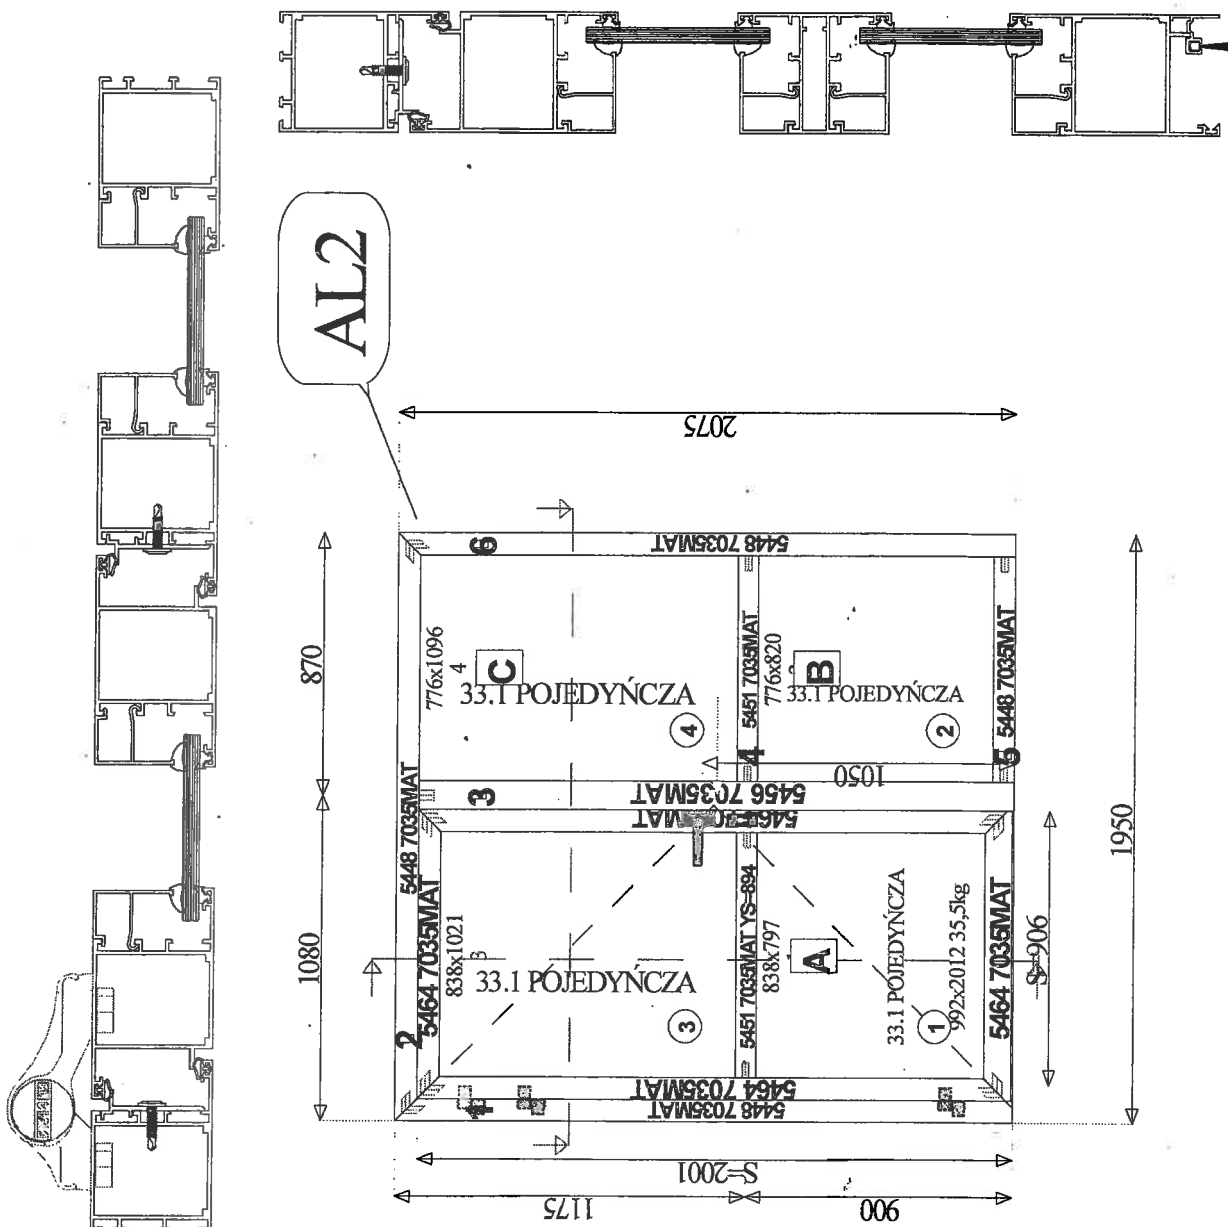 AL2
2075
870
1080
1950
5448 7035MAT
6
776x1096
4
C
33.1 POJEDYŃCZA
4
5451 7035MAT
4
776x820
B
33.1 POJEDYŃCZA
2
5448 7035MAT
5
1050
5448 7035MAT
3
5456 7035MAT
2
5464 7035MAT
838x1021
3
33.1 POJEDYŃCZA
3
5451 7035MAT YS=894
838x797
A
33.1 POJEDYŃCZA
1
992x2012 35,5kg
5464 7035MAT
S=906
5464 7035MAT
5448 7035MAT
S=2001
1175
900